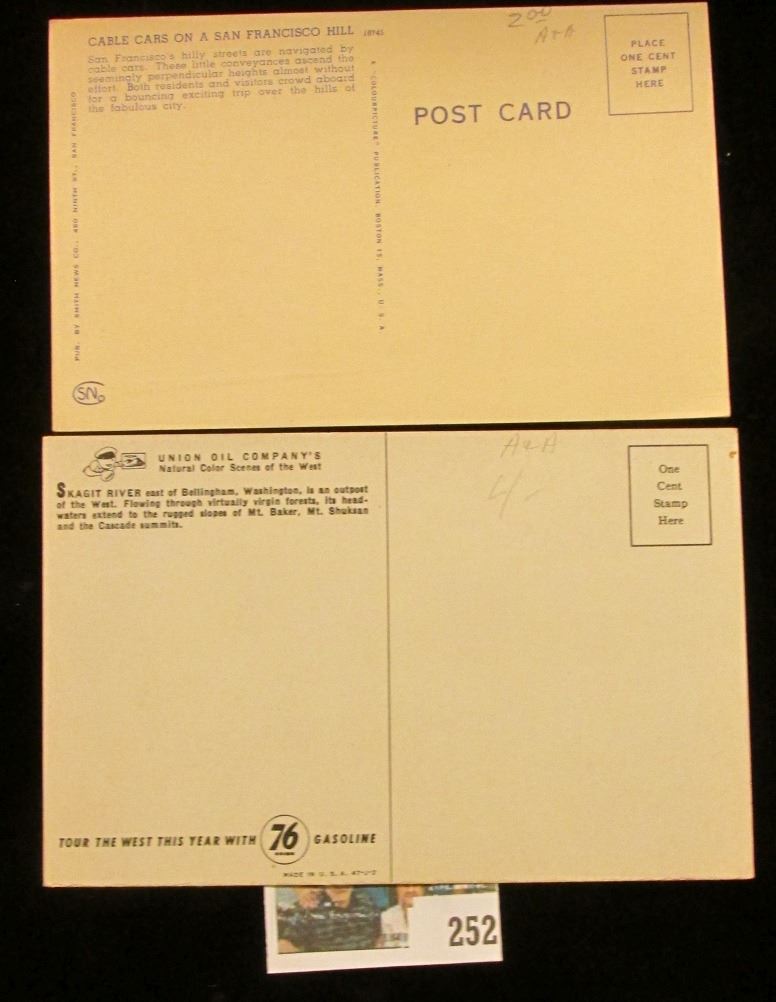 CABLE CARS ON A SAN FRANCISCO HILL 18745
San Francisco's hilly streets are navigated by
cable cars. These little conveyances ascend the
seemingly perpendicular heights almost without
effort. Both residents and visitors crowd aboard
for a bouncing exciting trip over the hills of
the fabulous city.
PUB. BY SMITH NEWS CO., 480 NINTH ST., SAN FRANCISCO
SN
"COLOURPICTURE" PUBLICATION, BOSTON 15, MASS., U. S. A.
2.00
A+A
POST CARD
PLACE
ONE CENT
STAMP
HERE
UNION OIL COMPANY'S
Natural Color Scenes of the West
SKAGIT RIVER east of Bellingham, Washington, is an outpost
of the West. Flowing through virtually virgin forests, its head-
waters extend to the rugged slopes of Mt. Baker, Mt. Shuksan
and the Cascade summits.
A+A
4/-
One
Cent
Stamp
Here
TOUR THE WEST THIS YEAR WITH 76 GASOLINE
MADE IN U. S. A. 47-J-2
252